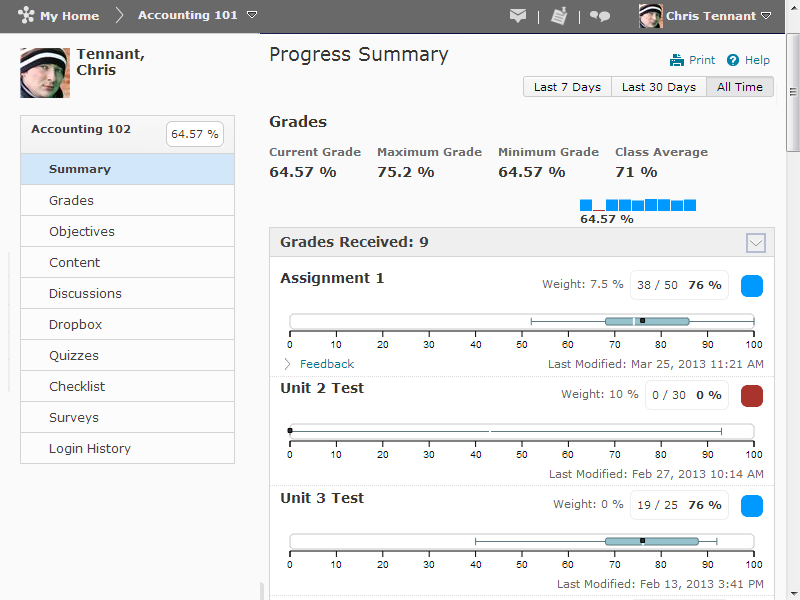 My Home Accounting 101 Chris Tennant
Tennant,
Chris
Accounting 102 64.57 %
Summary
Grades
Objectives
Content
Discussions
Dropbox
Quizzes
Checklist
Surveys
Login History
Progress Summary
Print Help
Last 7 Days Last 30 Days All Time
Grades
Current Grade Maximum Grade Minimum Grade Class Average
64.57 % 75.2 % 64.57 % 71 %
64.57 %
Grades Received: 9
Assignment 1 Weight: 7.5 % 38 / 50 76 %
0 10 20 30 40 50 60 70 80 90 100
Feedback Last Modified: Mar 25, 2013 11:21 AM
Unit 2 Test Weight: 10 % 0 / 30 0 %
0 10 20 30 40 50 60 70 80 90 100
Last Modified: Feb 27, 2013 10:14 AM
Unit 3 Test Weight: 0 % 19 / 25 76 %
0 10 20 30 40 50 60 70 80 90 100
Last Modified: Feb 13, 2013 3:41 PM